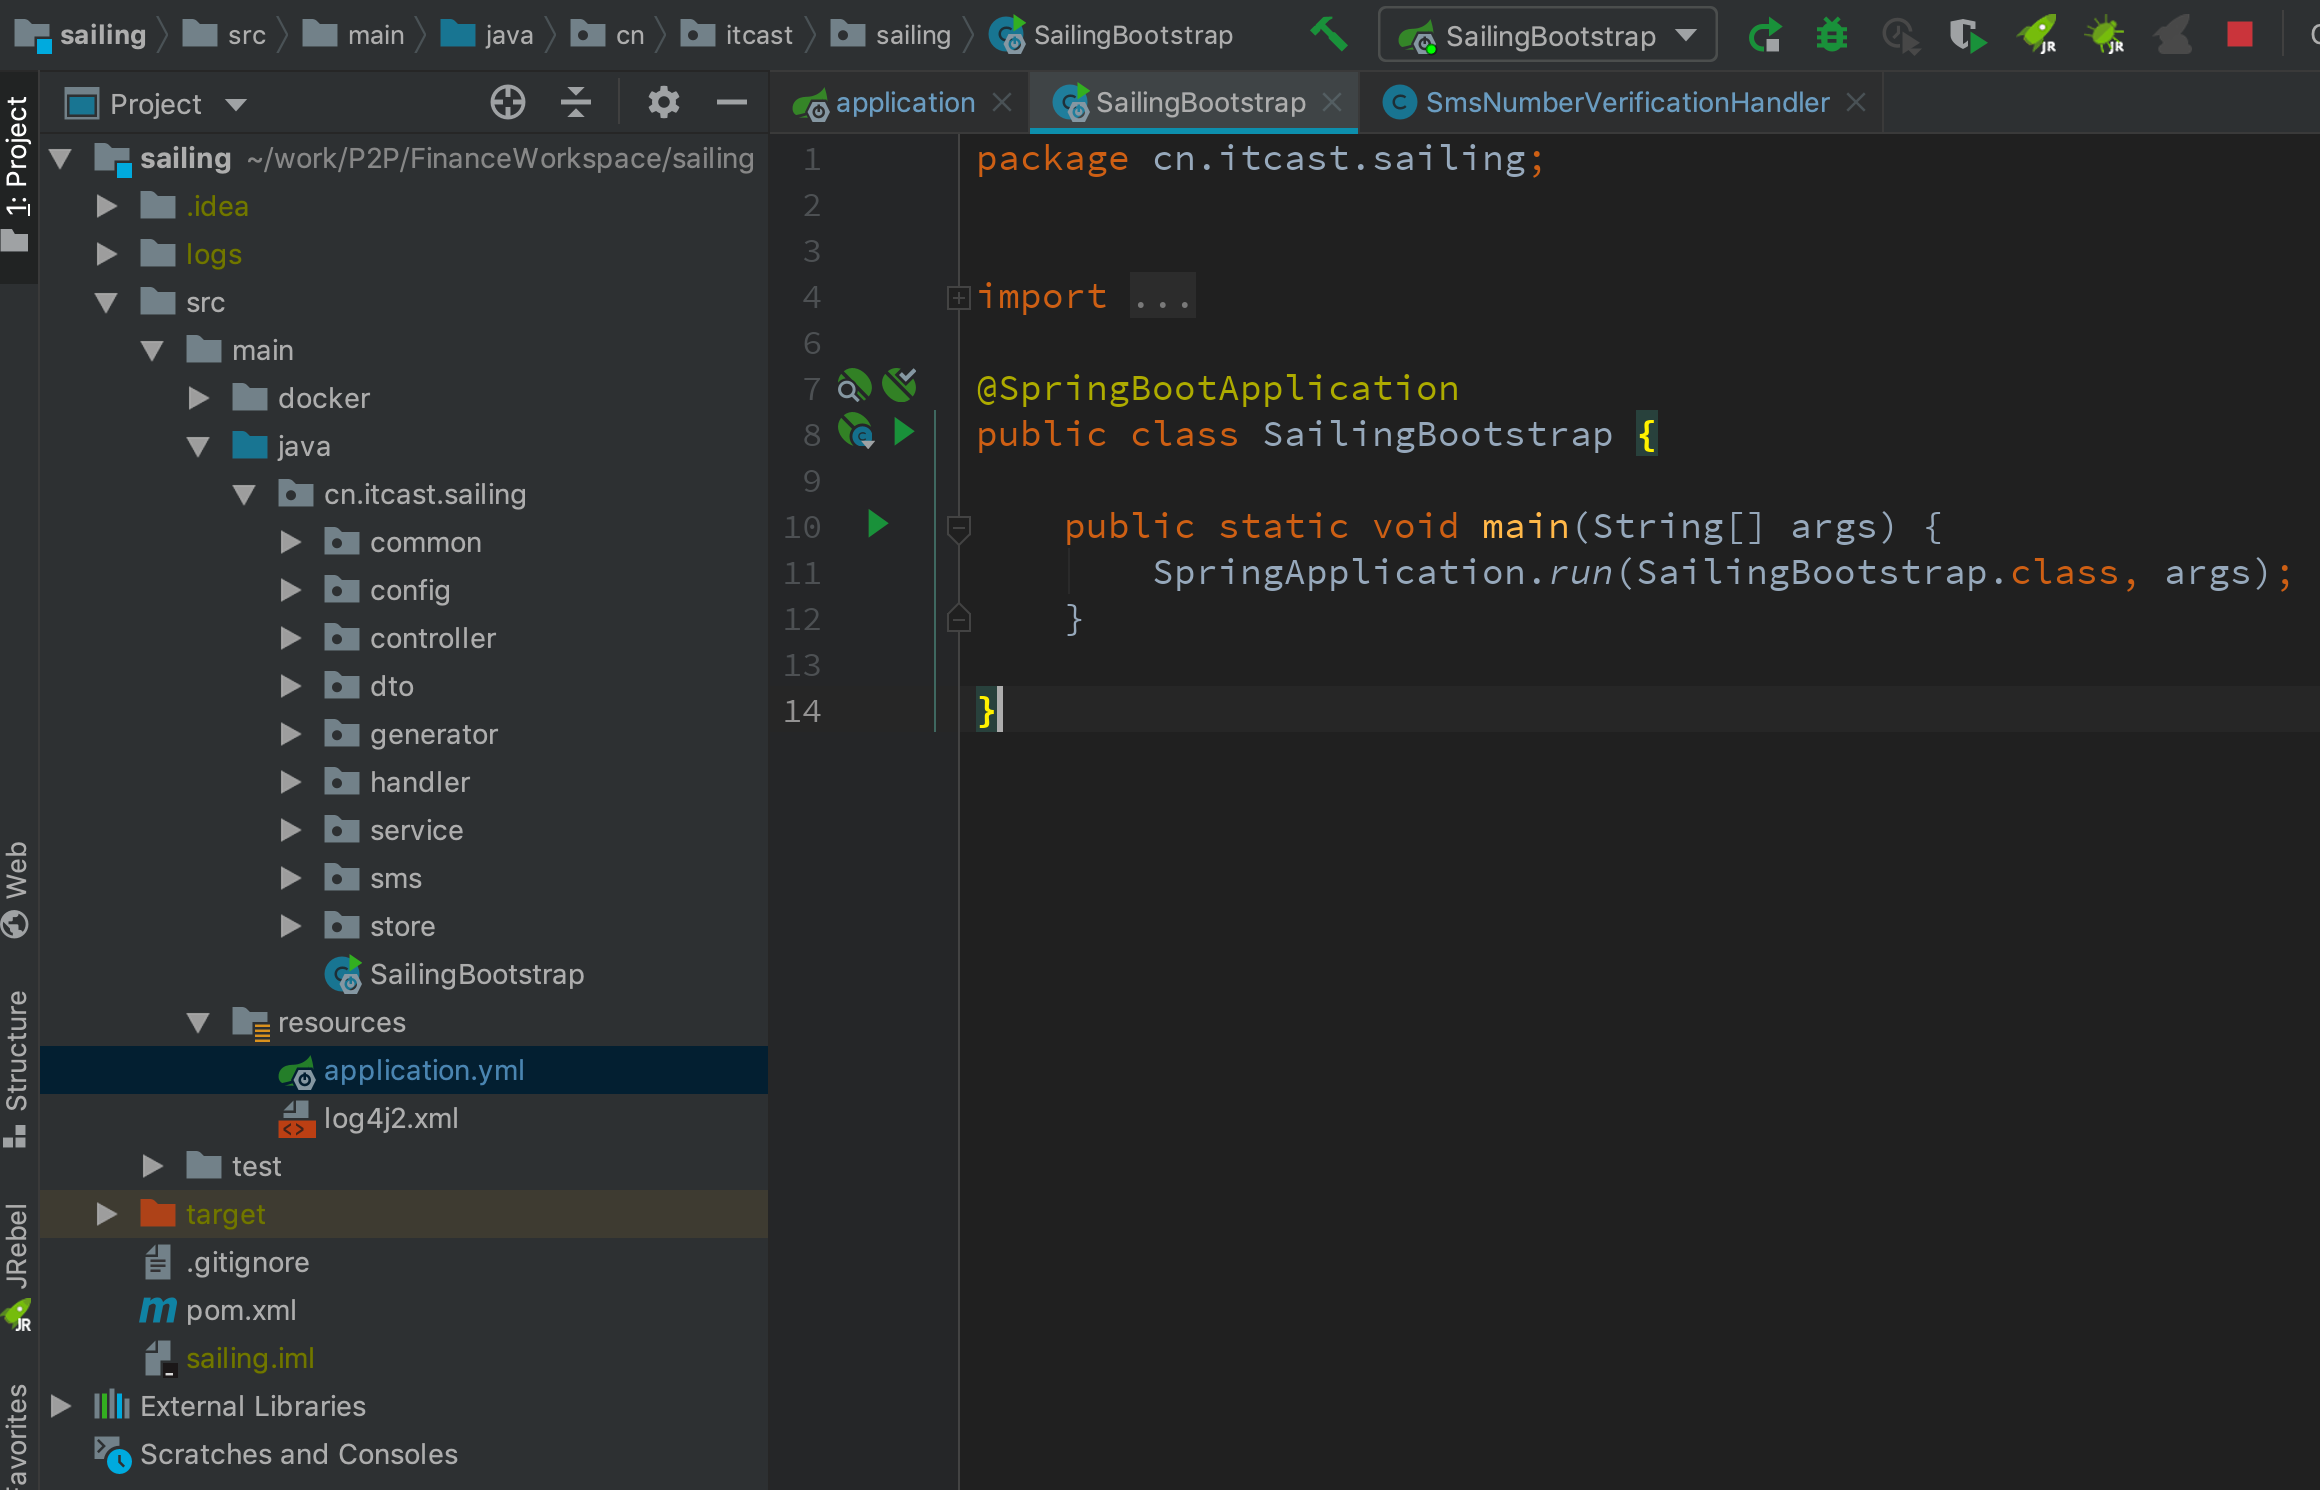 sailing src main java cn itcast sailing SailingBootstrap SailingBootstrap
Project
application SailingBootstrap SmsNumberVerificationHandler
1: Project
Web
Structure
JRebel
sailing ~/work/P2P/FinanceWorkspace/sailing
.idea
logs
src
main
docker
java
cn.itcast.sailing
common
config
controller
dto
generator
handler
service
sms
store
SailingBootstrap
resources
application.yml
log4j2.xml
test
target
.gitignore
pom.xml
sailing.iml
External Libraries
Scratches and Consoles
1 package cn.itcast.sailing;
2
3
4 import ...
6
7 @SpringBootApplication
8 public class SailingBootstrap {
9
10 public static void main(String[] args) {
11 SpringApplication.run(SailingBootstrap.class, args);
12 }
13
14 }